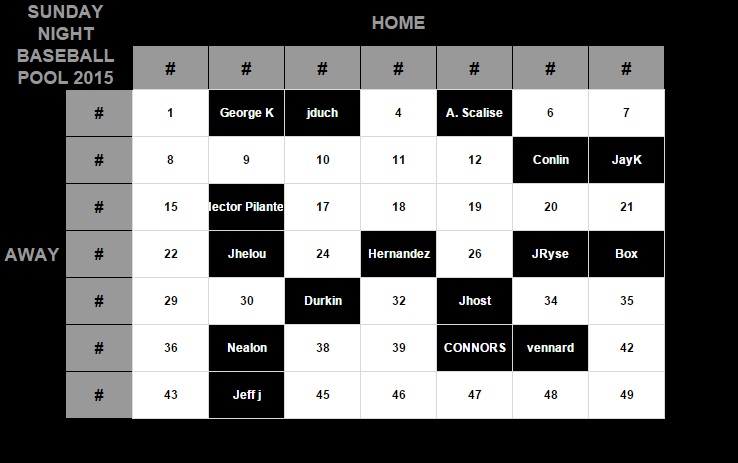 SUNDAY
NIGHT
BASEBALL
POOL 2015
HOME
# # # # # # #
# 1 George K jduch 4 A. Scalise 6 7
# 8 9 10 11 12 Conlin JayK
# 15 lector Pilante 17 18 19 20 21
AWAY # 22 Jhelou 24 Hernandez 26 JRyse Box
# 29 30 Durkin 32 Jhost 34 35
# 36 Nealon 38 39 CONNORS vennard 42
# 43 Jeff j 45 46 47 48 49